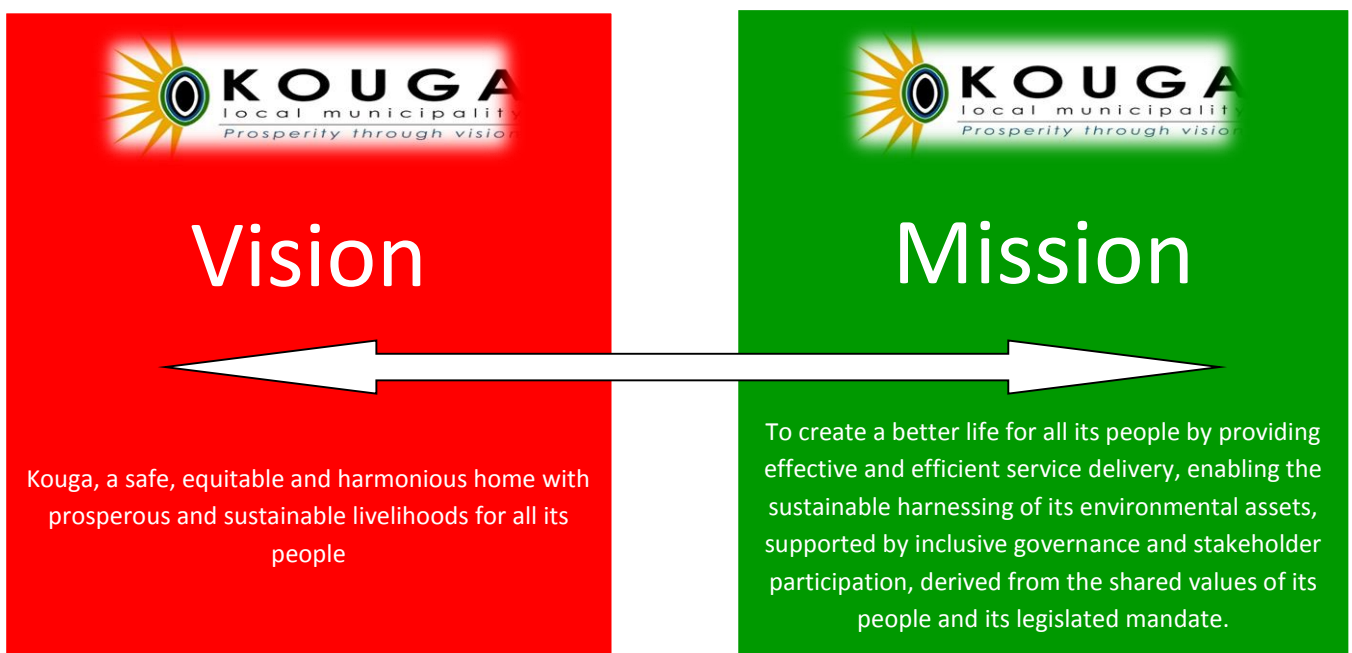 KOUGA
local municipality
Prosperity through vision
Vision
Kouga, a safe, equitable and harmonious home with
prosperous and sustainable livelihoods for all its
people
KOUGA
local municipality
Prosperity through vision
Mission
To create a better life for all its people by providing
effective and efficient service delivery, enabling the
sustainable harnessing of its environmental assets,
supported by inclusive governance and stakeholder
participation, derived from the shared values of its
people and its legislated mandate.